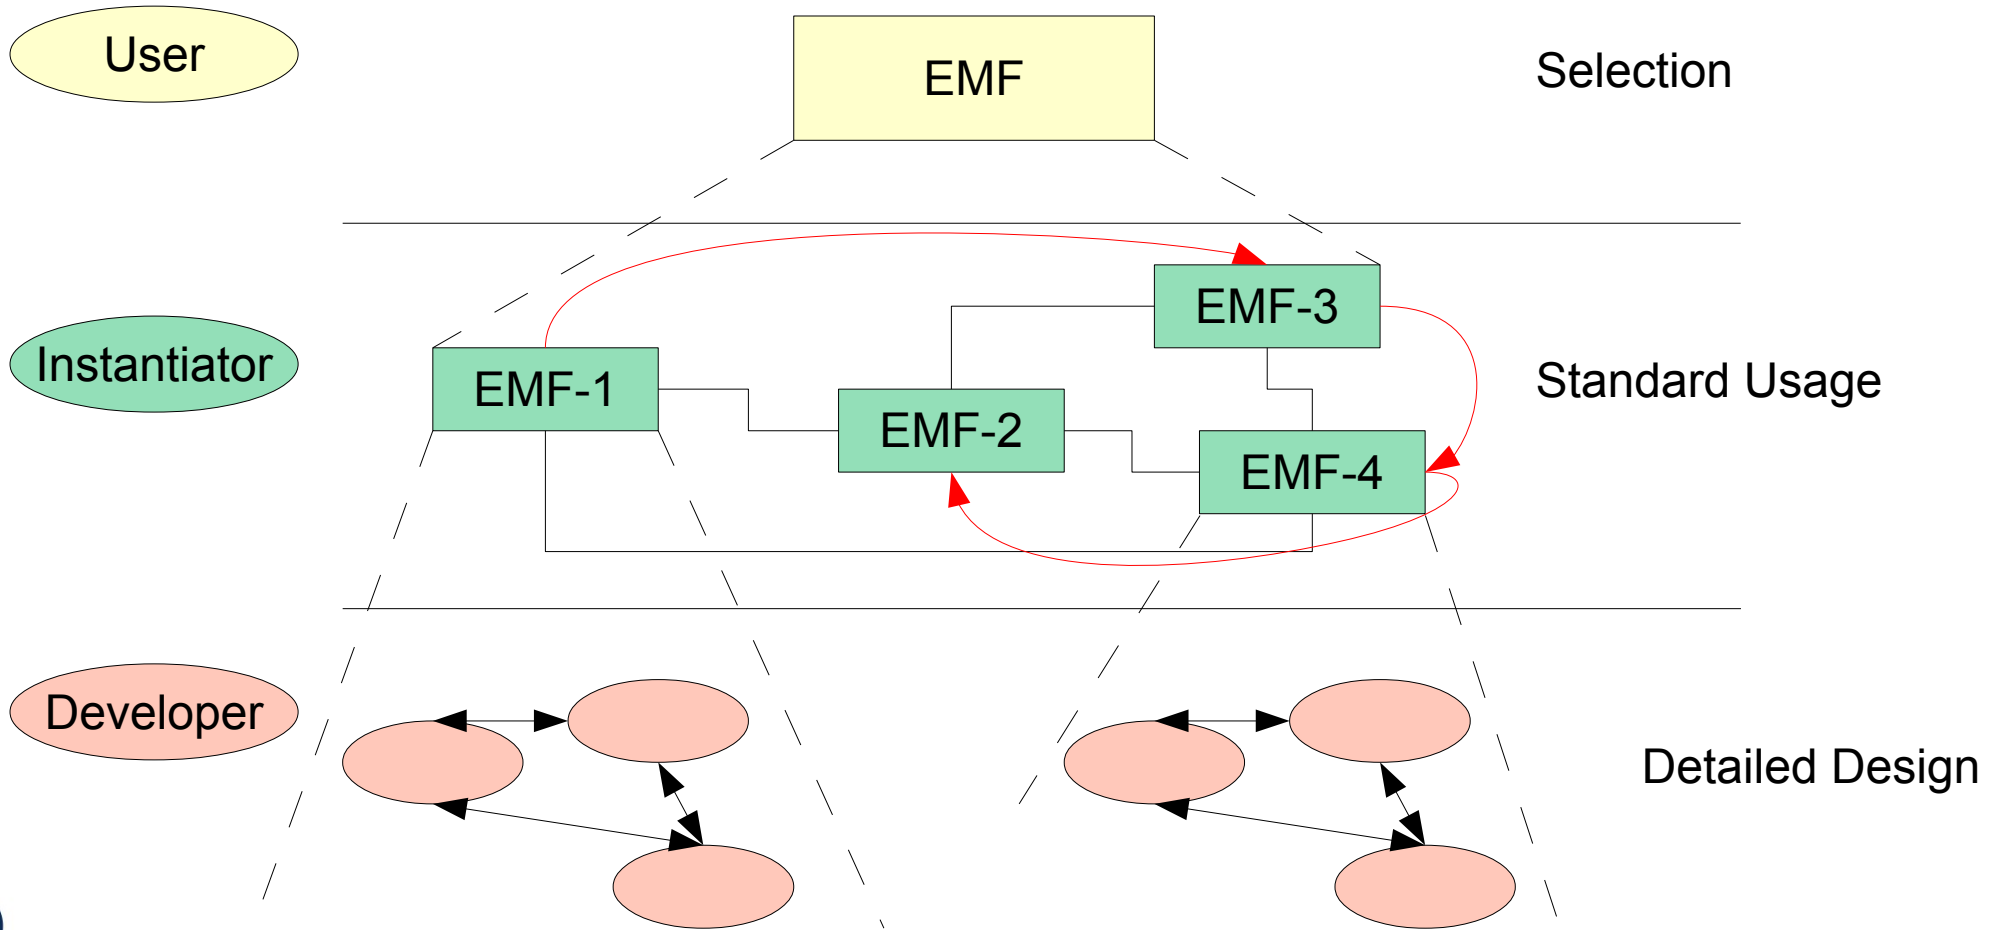 User
EMF
Selection
Instantiator
EMF-1
EMF-2
EMF-3
EMF-4
Standard Usage
Developer
Detailed Design